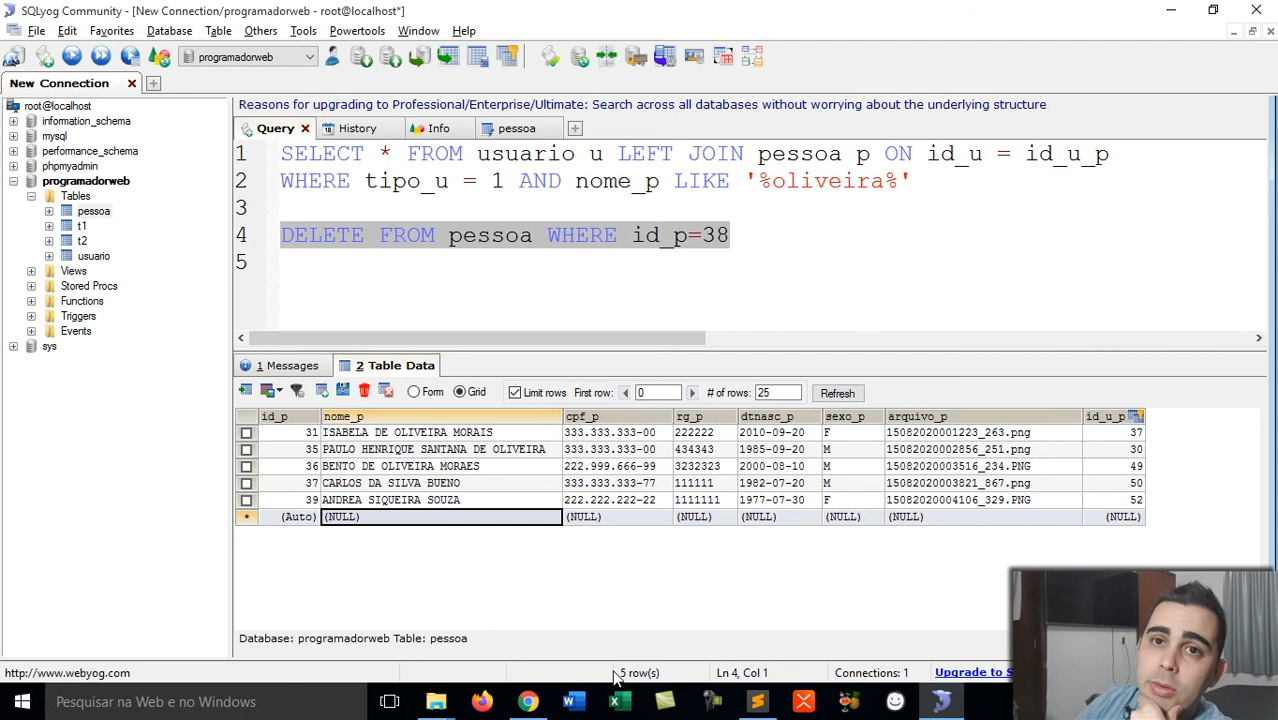 SQLyog Community - [New Connection/programadorweb - root@localhost*]
File Edit Favorites Database Table Others Tools Powertools Window Help
programadorweb
New Connection
Reasons for upgrading to Professional/Enterprise/Ultimate: Search across all databases without worrying about the underlying structure
root@localhost
information_schema
mysql
performance_schema
phpmyadmin
programadorweb
Tables
pessoa
t1
t2
usuario
Views
Stored Procs
Functions
Triggers
Events
sys
Query History Info pessoa
1 SELECT * FROM usuario u LEFT JOIN pessoa p ON id_u = id_u_p
2 WHERE tipo_u = 1 AND nome_p LIKE '%oliveira%'
3
4 DELETE FROM pessoa WHERE id_p=38
5
1 Messages 2 Table Data
Form Grid Limit rows First row: 0 # of rows: 25 Refresh
id_p nome_p cpf_p rg_p dtnasc_p sexo_p arquivo_p id_u_p
31 ISABELA DE OLIVEIRA MORAIS 333.333.333-00 222222 2010-09-20 F 15082020001223_263.png 37
35 PAULO HENRIQUE SANTANA DE OLIVEIRA 333.333.333-00 434343 1985-09-20 M 15082020002856_251.png 30
36 BENTO DE OLIVEIRA MORAES 222.999.666-99 3232323 2000-08-10 M 15082020003516_234.PNG 49
37 CARLOS DA SILVA BUENO 333.333.333-77 1111111 1982-07-20 M 15082020003821_867.png 50
39 ANDREA SIQUEIRA SOUZA 222.222.222-22 1111111 1977-07-30 F 15082020004106_329.PNG 52
* (Auto) (NULL) (NULL) (NULL) (NULL) (NULL) (NULL) (NULL)
Database: programadorweb Table: pessoa
http://www.webyog.com 5 row(s) Ln 4, Col 1 Connections: 1 Upgrade to S
Pesquisar na Web e no Windows